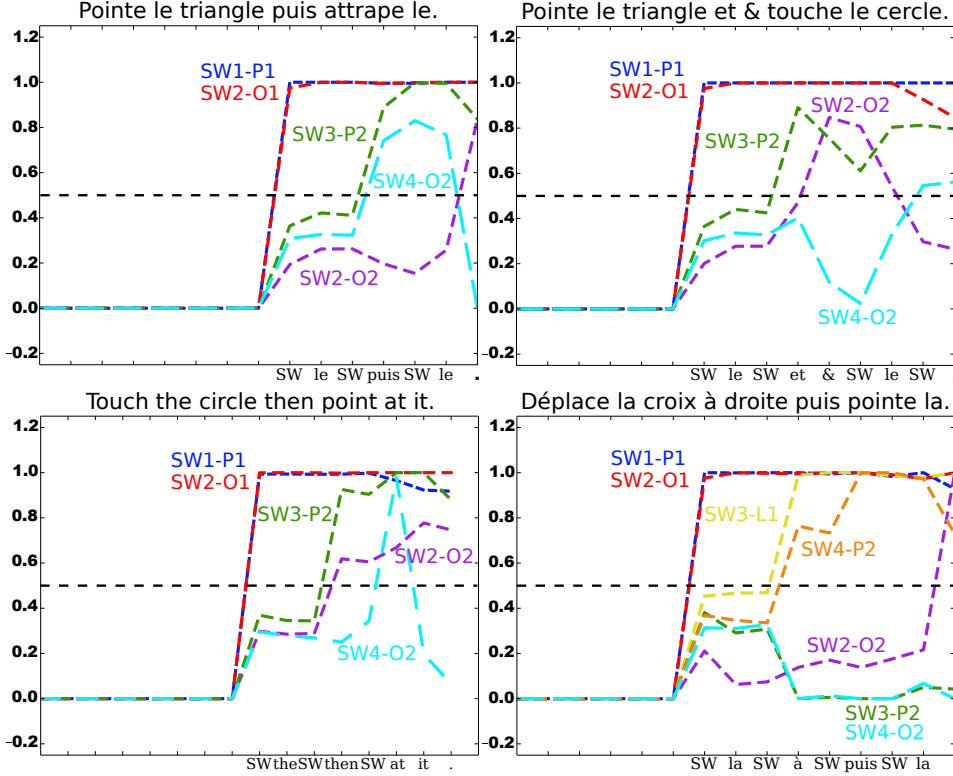 Pointe le triangle puis attrape le.
1.2
1.0
0.8
0.6
0.4
0.2
0.0
−0.2
SW1-P1
SW2-O1
SW3-P2
SW4-O2
SW2-O2
SW le SW puis SW le .
Pointe le triangle et & touche le cercle.
1.2
1.0
0.8
0.6
0.4
0.2
0.0
−0.2
SW1-P1
SW2-O1
SW2-O2
SW3-P2
SW4-O2
SW le SW et & SW le SW .
Touch the circle then point at it.
1.2
1.0
0.8
0.6
0.4
0.2
0.0
−0.2
SW1-P1
SW2-O1
SW3-P2
SW2-O2
SW4-O2
SW the SW then SW at it .
Déplace la croix à droite puis pointe la.
1.2
1.0
0.8
0.6
0.4
0.2
0.0
−0.2
SW1-P1
SW2-O1
SW3-L1
SW4-P2
SW2-O2
SW3-P2
SW4-O2
SW la SW à SW puis SW la .